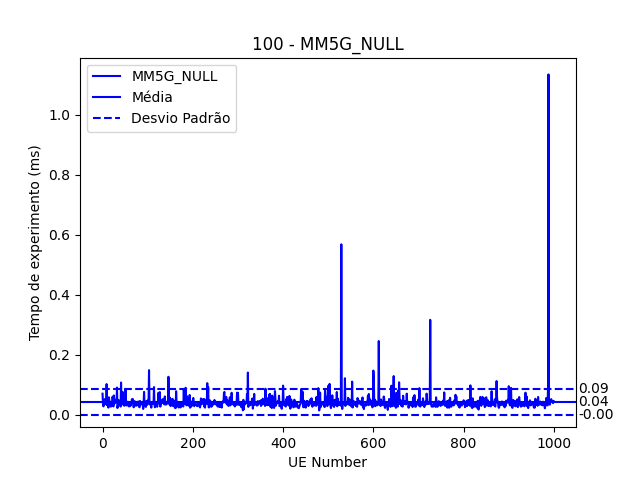 100 - MM5G_NULL
MM5G_NULL
Média
Desvio Padrão
Tempo de experimento (ms)
1.0
0.8
0.6
0.4
0.2
0.0
0.09
0.04
-0.00
0 200 400 600 800 1000
UE Number